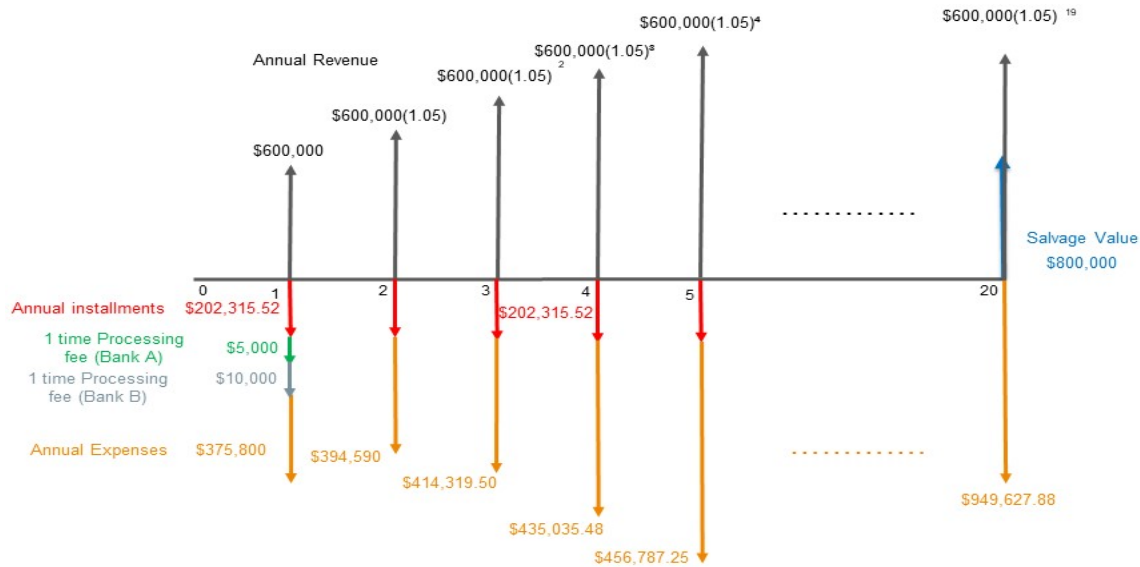 $600,000(1.05) 19
$600,000(1.05)⁴
$600,000(1.05)³
Annual Revenue
$600,000(1.05) 2
$600,000(1.05)
$600,000
Salvage Value
$800,000
0
1
2
3
4
5
20
Annual installments $202,315.52
$202,315.52
1 time Processing
fee (Bank A)
$5,000
1 time Processing
fee (Bank B)
$10,000
Annual Expenses $375,800
$394,590
$414,319.50
$435,035.48
$456,787.25
$949,627.88